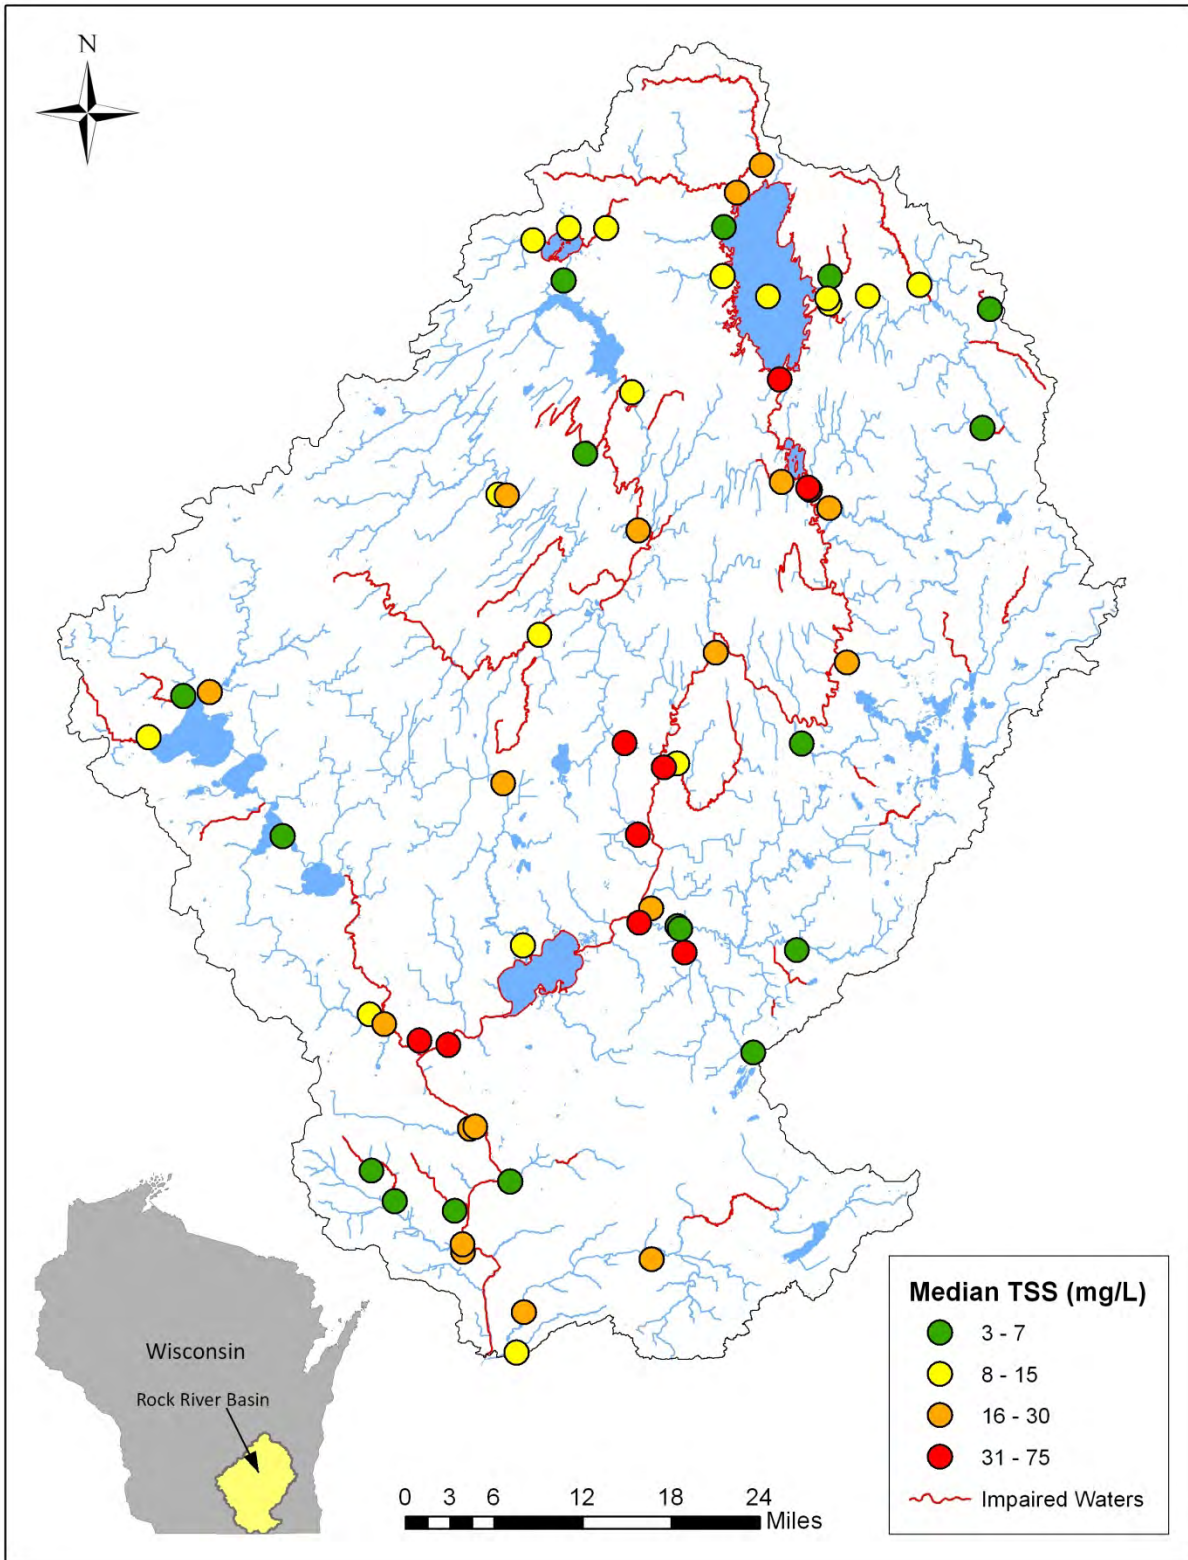 N
Wisconsin
Rock River Basin
Median TSS (mg/L)
3 - 7
8 - 15
16 - 30
31 - 75
Impaired Waters
0 3 6 12 18 24
Miles